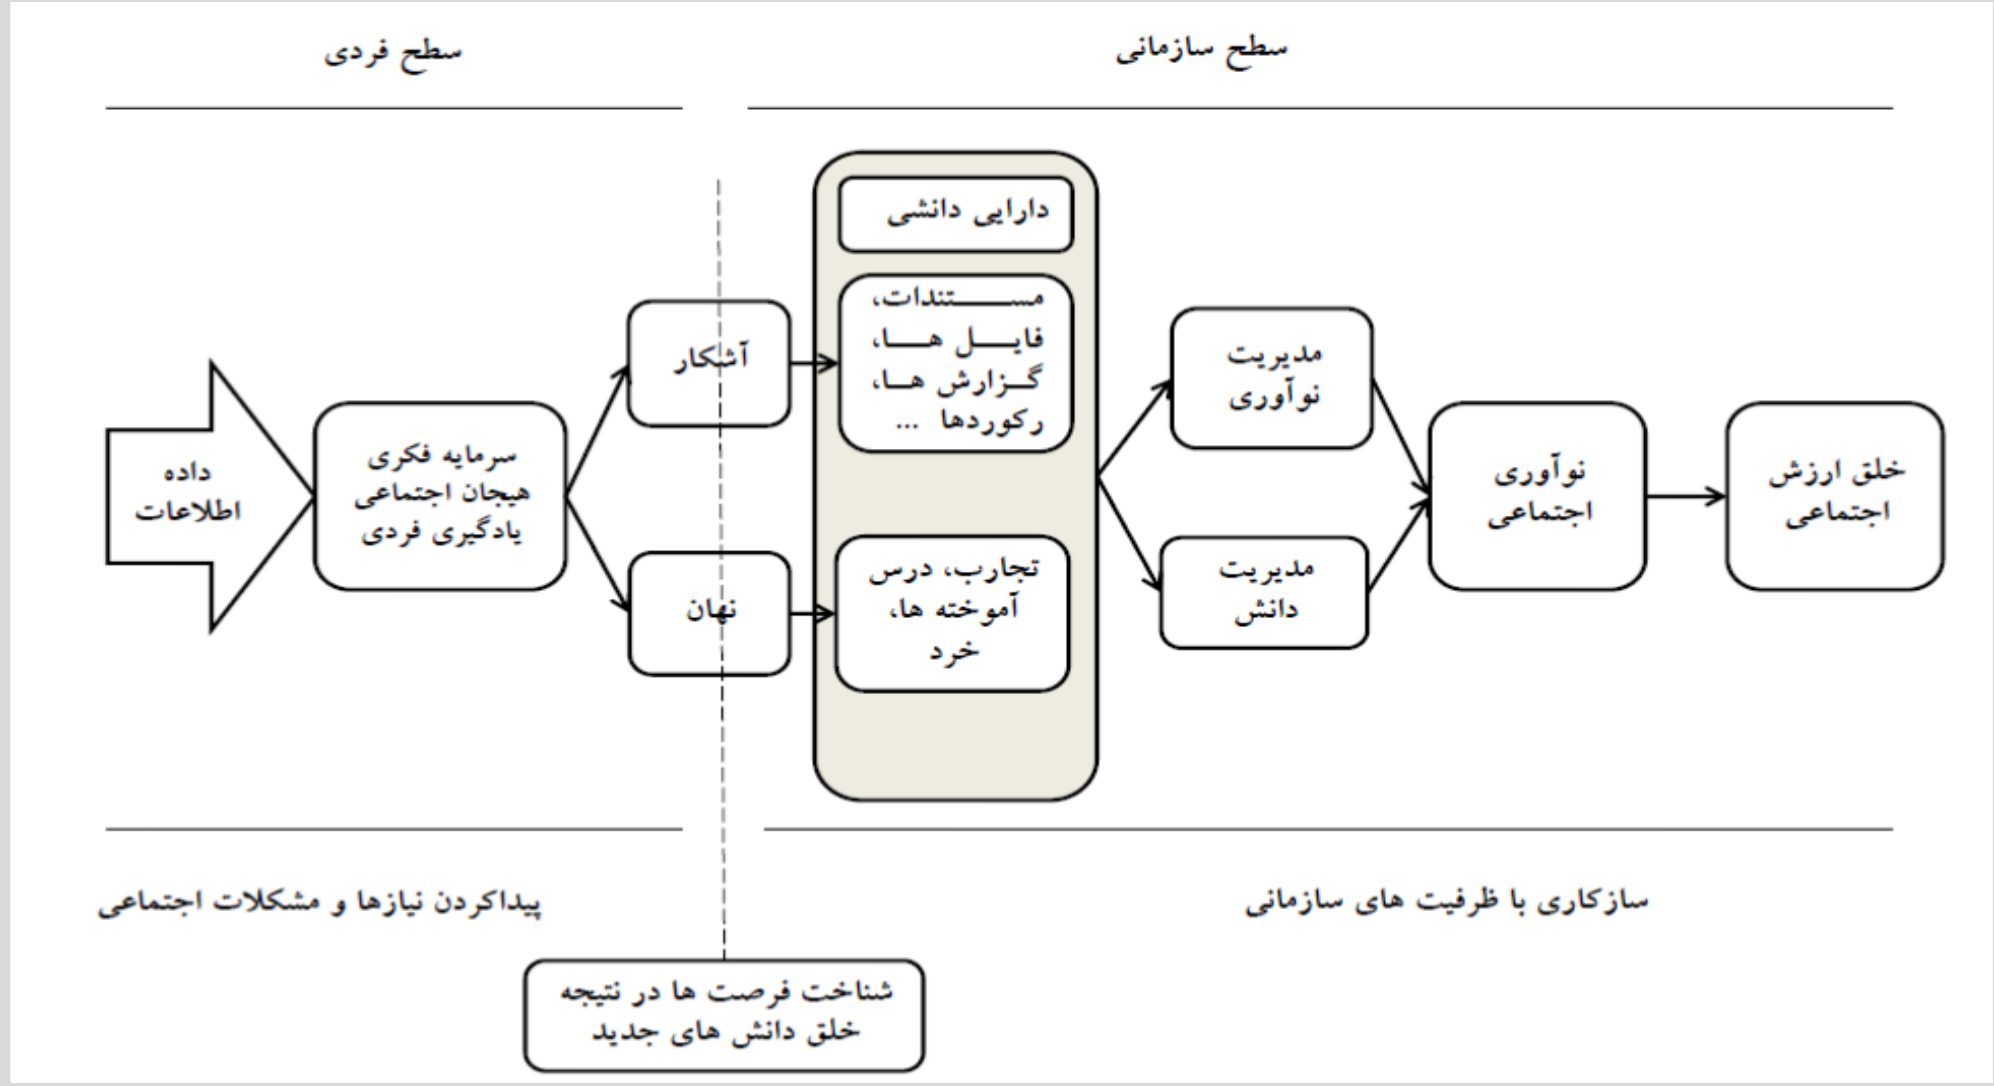 سطح فردی
سطح سازمانی
داده
اطلاعات
سرمایه فکری
هیجان اجتماعی
یادگیری فردی
آشکار
نهان
دارایی دانشی
مستندات،
فایل ها،
گزارش ها،
رکوردها ...
تجارب، درس
آموخته ها،
خرد
مدیریت
نوآوری
مدیریت
دانش
نوآوری
اجتماعی
خلق ارزش
اجتماعی
پیداکردن نیازها و مشکلات اجتماعی
سازکاری با ظرفیت های سازمانی
شناخت فرصت ها در نتیجه
خلق دانش های جدید